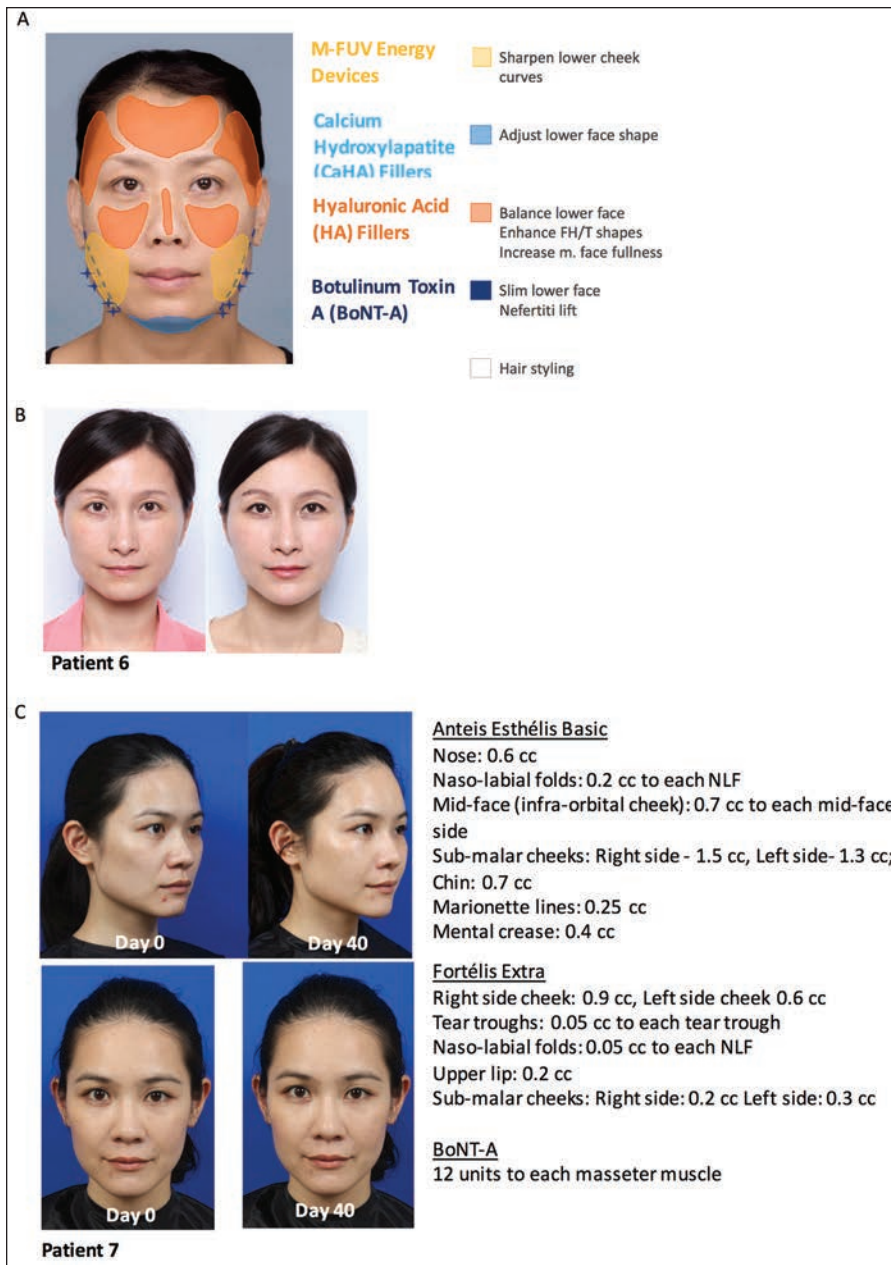 A
M-FUV Energy
Devices
Sharpen lower cheek
curves
Calcium
Hydroxylapatite
(CaHA) Fillers
Adjust lower face shape
Hyaluronic Acid
(HA) Fillers
Balance lower face
Enhance FH/T shapes
Increase m. face fullness
Botulinum Toxin
A (BoNT-A)
Slim lower face
Nefertiti lift
Hair styling
B
Patient 6
C
Day 0
Day 40
Anteis Esthélis Basic
Nose: 0.6 cc
Naso-labial folds: 0.2 cc to each NLF
Mid-face (infra-orbital cheek): 0.7 cc to each mid-face
side
Sub-malar cheeks: Right side - 1.5 cc, Left side- 1.3 cc;
Chin: 0.7 cc
Marionette lines: 0.25 cc
Mental crease: 0.4 cc
Fortélis Extra
Right side cheek: 0.9 cc, Left side cheek 0.6 cc
Tear troughs: 0.05 cc to each tear trough
Naso-labial folds: 0.05 cc to each NLF
Upper lip: 0.2 cc
Sub-malar cheeks: Right side: 0.2 cc Left side: 0.3 cc
BoNT-A
12 units to each masseter muscle
Day 0
Day 40
Patient 7